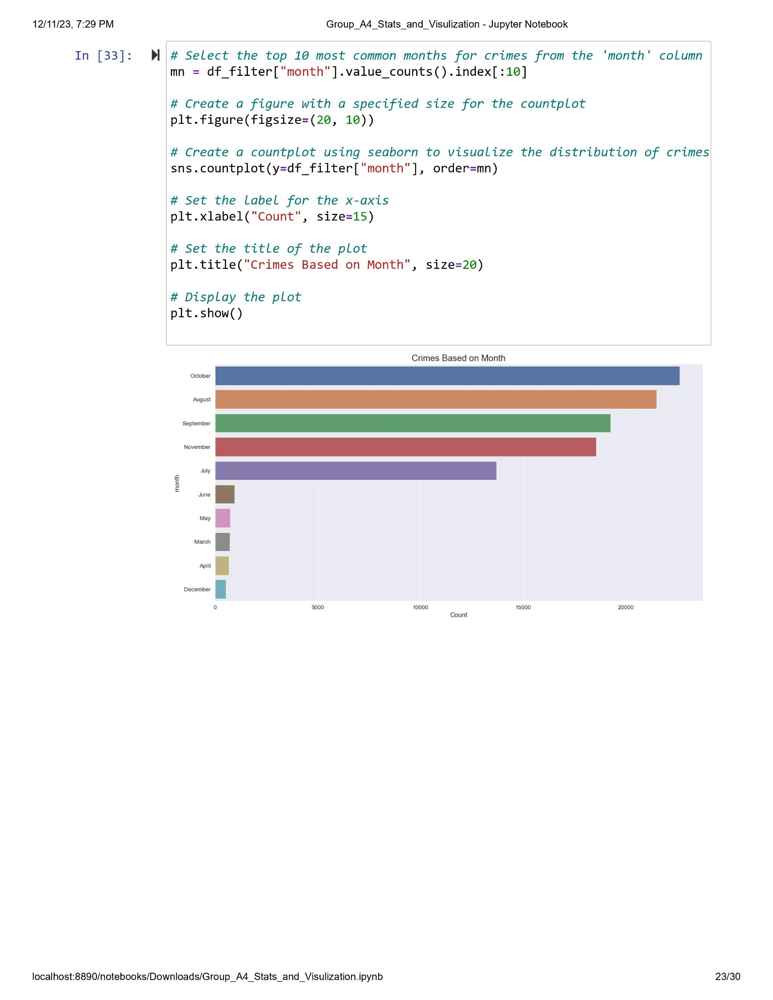 12/11/23, 7:29 PM
Group_A4_Stats_and_Visulization - Jupyter Notebook
In [33]:
# Select the top 10 most common months for crimes from the 'month' column
mn = df_filter["month"].value_counts().index[:10]
# Create a figure with a specified size for the countplot
plt.figure(figsize=(20, 10))
# Create a countplot using seaborn to visualize the distribution of crimes
sns.countplot(y=df_filter["month"], order=mn)
# Set the label for the x-axis
plt.xlabel("Count", size=15)
# Set the title of the plot
plt.title("Crimes Based on Month", size=20)
# Display the plot
plt.show()
Crimes Based on Month
October
August
September
November
July
month
June
May
March
April
December
0 5000 10000 15000 20000
Count
localhost:8890/notebooks/Downloads/Group_A4_Stats_and_Visulization.ipynb
23/30